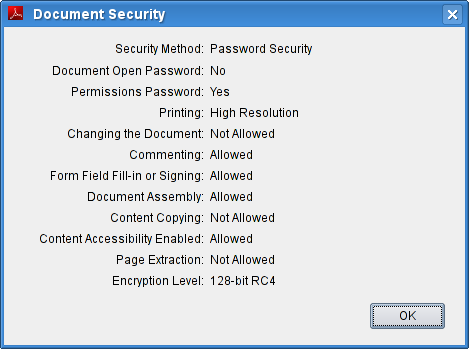 Document Security
Security Method: Password Security
Document Open Password: No
Permissions Password: Yes
Printing: High Resolution
Changing the Document: Not Allowed
Commenting: Allowed
Form Field Fill-in or Signing: Allowed
Document Assembly: Allowed
Content Copying: Not Allowed
Content Accessibility Enabled: Allowed
Page Extraction: Not Allowed
Encryption Level: 128-bit RC4
OK